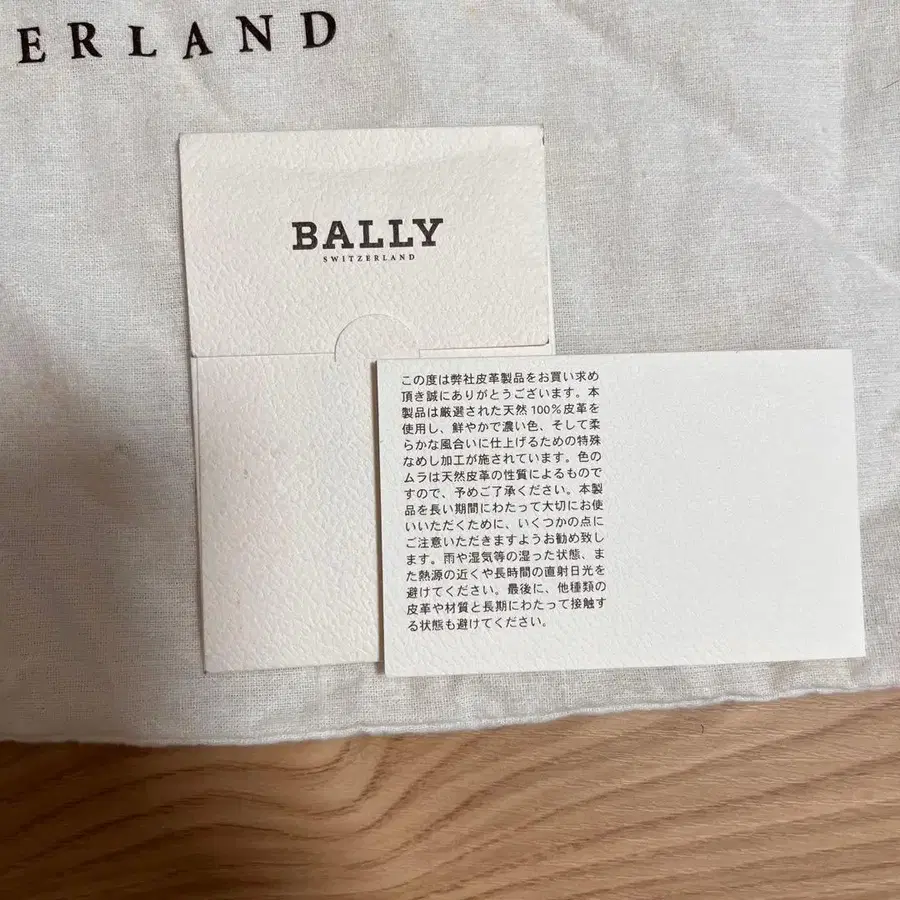 ERLAND
BALLY
SWITZERLAND
この度は弊社皮革製品をお買い求め
頂き誠にありがとうございます。本
製品は厳選された天然100%皮革を
使用し、鮮やかで濃い色、そして柔
らかな風合いに仕上げるための特殊
なめし加工が施されています。色の
ムラは天然皮革の性質によるもので
すので、予めご了承ください。本製
品を長い期間にわたって大切にお使
いいただくために、いくつかの点に
ご注意いただきますようお勧め致し
ます。雨や湿気等の湿った状態、ま
た熱源の近くや長時間の直射日光を
避けてください。最後に、他種類の
皮革や材質と長期にわたって接触す
る状態も避けてください。